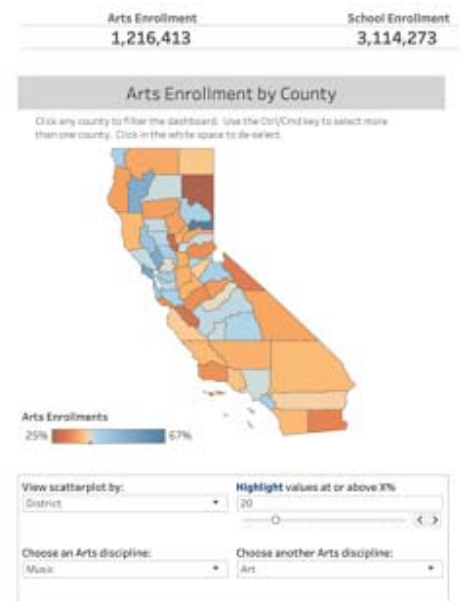 Arts Enrollment
School Enrollment
1,216,413
3,114,273
Arts Enrollment by County
Click any county to filter the dashboard. Use the Ctrl/Cmd key to select more
than one county. Click in the white space to de-select.
Arts Enrollments
25%
67%
View scatterplot by:
Highlight values at or above X%
District
20
Choose an Arts discipline:
Choose another Arts discipline:
Music
Art